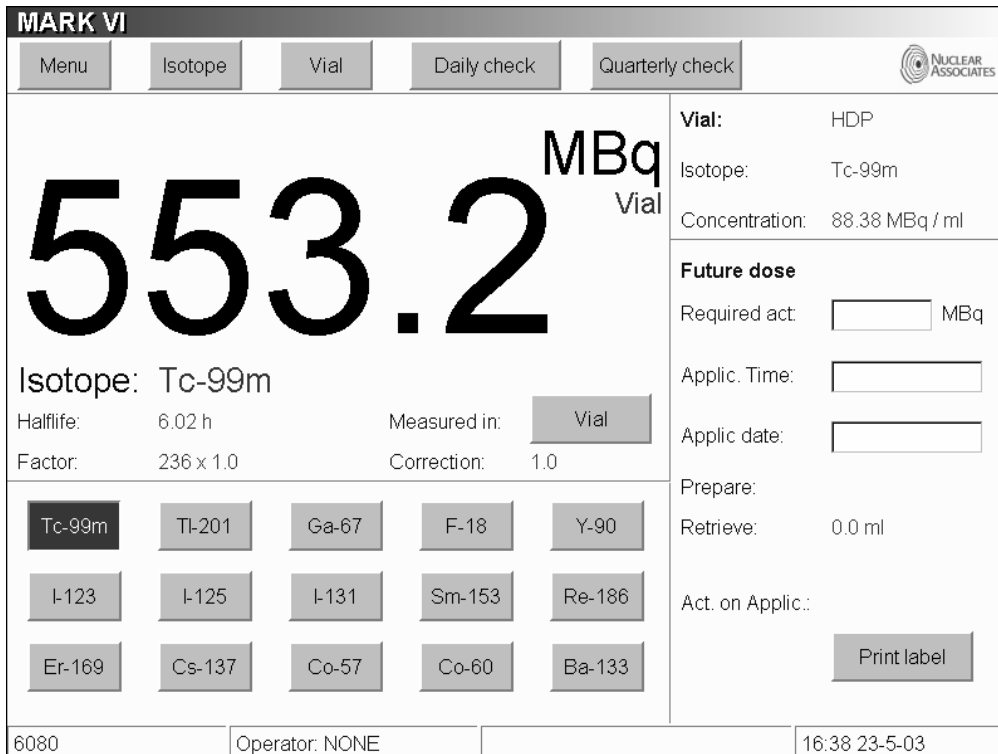 MARK VI
Menu Isotope Vial Daily check Quarterly check
NUCLEAR
ASSOCIATES
553.2 MBq
Vial
Isotope: Tc-99m
Halflife: 6.02 h Measured in: Vial
Factor: 236 x 1.0 Correction: 1.0
Tc-99m Tl-201 Ga-67 F-18 Y-90
I-123 I-125 I-131 Sm-153 Re-186
Er-169 Cs-137 Co-57 Co-60 Ba-133
Vial: HDP
Isotope: Tc-99m
Concentration: 88.38 MBq / ml
Future dose
Required act: MBq
Applic. Time:
Applic date:
Prepare:
Retrieve: 0.0 ml
Act. on Applic.:
Print label
6080 Operator: NONE 16:38 23-5-03